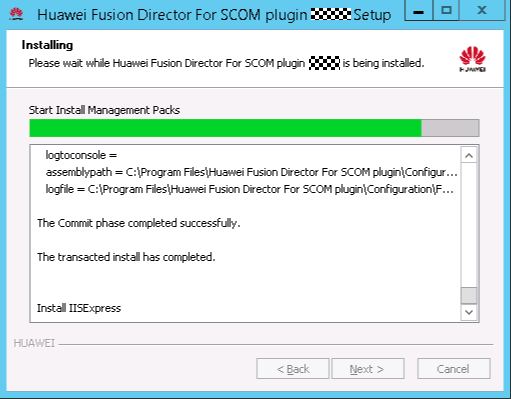 Huawei Fusion Director For SCOM plugin Setup
Installing
Please wait while Huawei Fusion Director For SCOM plugin is being installed.
HUAWEI
Start Install Management Packs
logtoconsole =
assemblypath = C:\Program Files\Huawei Fusion Director For SCOM plugin\Configur...
logfile = C:\Program Files\Huawei Fusion Director For SCOM plugin\Configuration\F...
The Commit phase completed successfully.
The transacted install has completed.
Install IISExpress
HUAWEI
< Back Next > Cancel